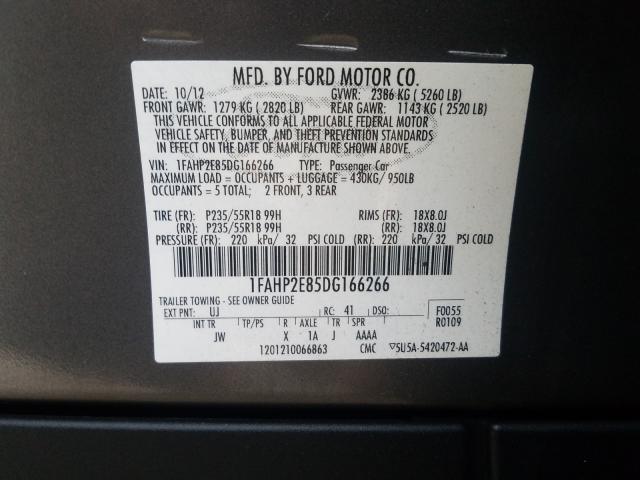 MFD. BY FORD MOTOR CO.
DATE: 10/12 GVWR: 2386 KG ( 5260 LB)
FRONT GAWR: 1279 KG ( 2820 LB) REAR GAWR: 1143 KG ( 2520 LB)
THIS VEHICLE CONFORMS TO ALL APPLICABLE FEDERAL MOTOR
VEHICLE SAFETY, BUMPER, AND THEFT PREVENTION STANDARDS
IN EFFECT ON THE DATE OF MANUFACTURE SHOWN ABOVE.
VIN: 1FAHP2E85DG166266 TYPE: Passenger Car
MAXIMUM LOAD = OCCUPANTS + LUGGAGE = 430KG/ 950LB
OCCUPANTS = 5 TOTAL; 2 FRONT, 3 REAR
TIRE (FR): P235/55R18 99H RIMS (FR): 18X8.0J
(RR): P235/55R18 99H (RR): 18X8.0J
PRESSURE (FR): 220 kPa/ 32 PSI COLD (RR): 220 kPa/ 32 PSI COLD
1FAHP2E85DG166266
TRAILER TOWING - SEE OWNER GUIDE
EXT PNT: UJ RC: 41 DSO: F0055
R0109
INT TR TP/PS R AXLE TR SPR
JW X 1A J AAAA
1201210066863 CMC ▽5U5A-5420472-AA